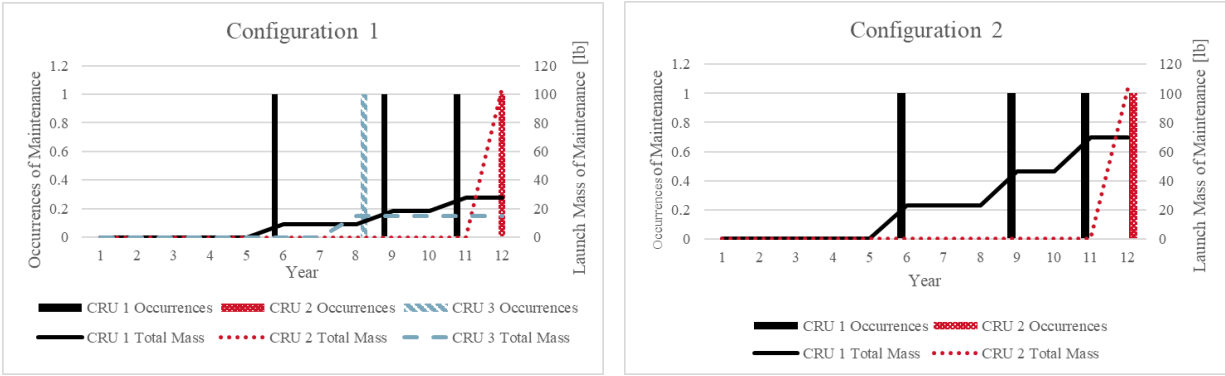 Configuration 1
Occurrences of Maintenance
1.2
1
0.8
0.6
0.4
0.2
0
120
100
80
60
40
20
0
Launch Mass of Maintenance [lb]
1 2 3 4 5 6 7 8 9 10 11 12
Year
CRU 1 Occurrences CRU 2 Occurrences CRU 3 Occurrences
CRU 1 Total Mass CRU 2 Total Mass CRU 3 Total Mass
Configuration 2
Occurrences of Maintenance
1.2
1
0.8
0.6
0.4
0.2
0
120
100
80
60
40
20
0
Launch Mass of Maintenance [lb]
1 2 3 4 5 6 7 8 9 10 11 12
Year
CRU 1 Occurrences CRU 2 Occurrences
CRU 1 Total Mass CRU 2 Total Mass